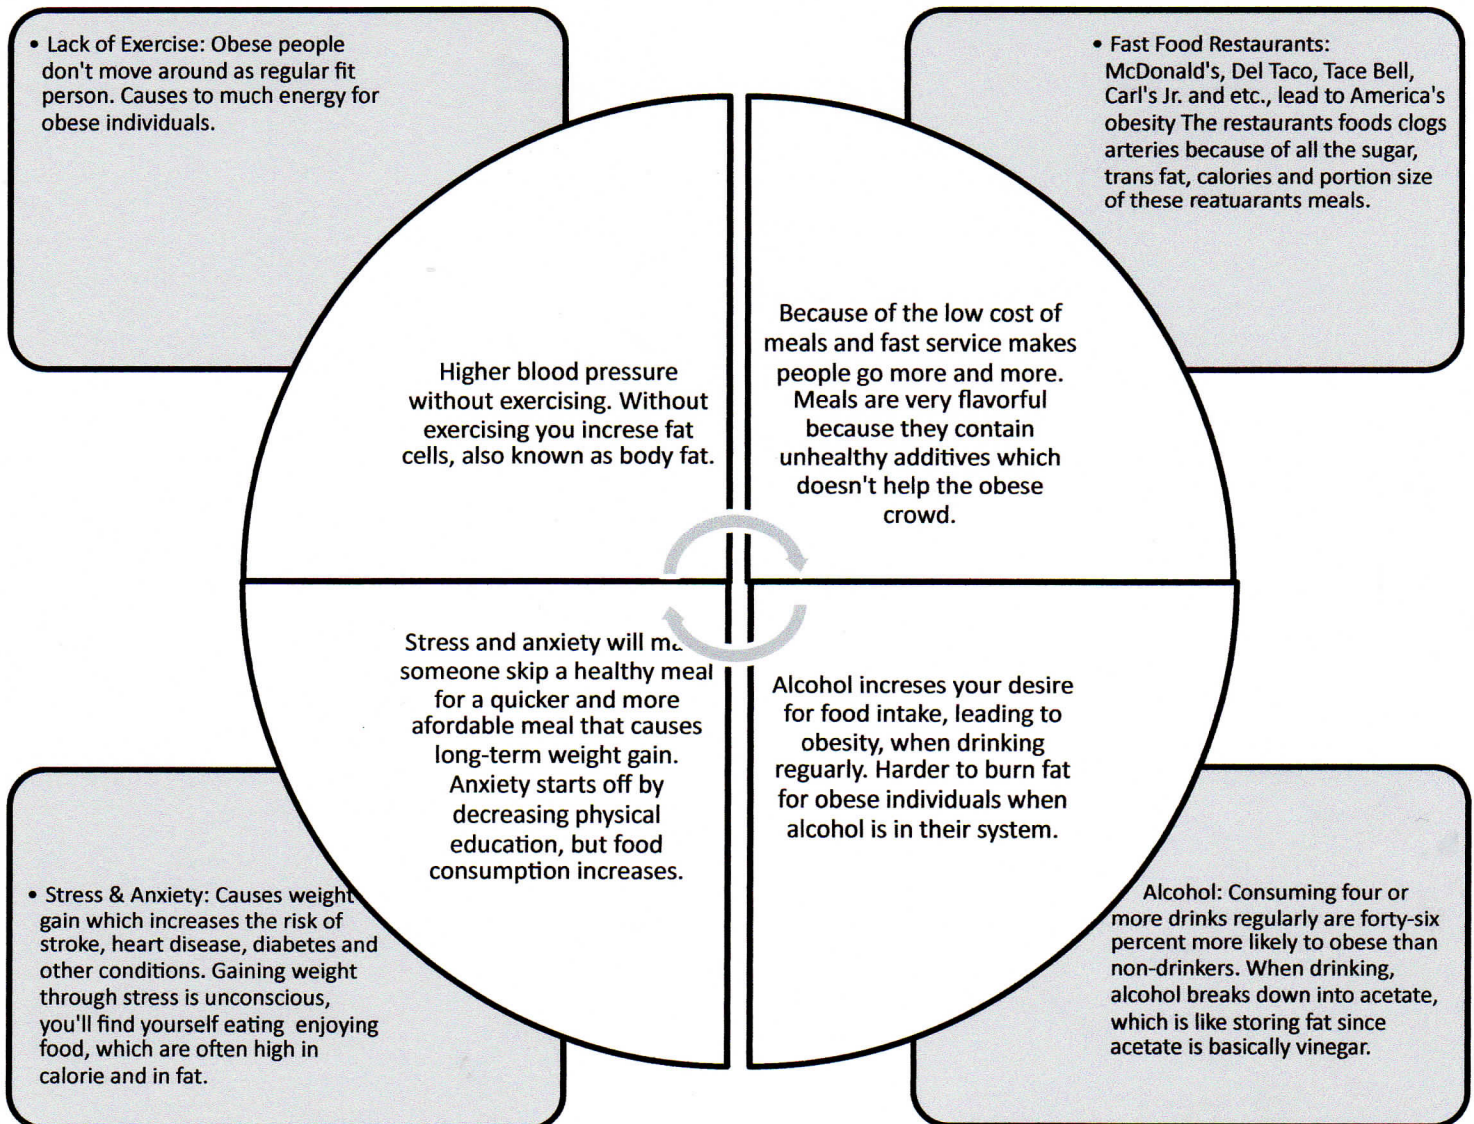 • Lack of Exercise: Obese people
don't move around as regular fit
person. Causes to much energy for
obese individuals.
• Fast Food Restaurants:
McDonald's, Del Taco, Tace Bell,
Carl's Jr. and etc., lead to America's
obesity The restaurants foods clogs
arteries because of all the sugar,
trans fat, calories and portion size
of these reatuarants meals.
Higher blood pressure
without exercising. Without
exercising you increse fat
cells, also known as body fat.
Because of the low cost of
meals and fast service makes
people go more and more.
Meals are very flavorful
because they contain
unhealthy additives which
doesn't help the obese
crowd.
Stress and anxiety will
someone skip a healthy meal
for a quicker and more
afordable meal that causes
long-term weight gain.
Anxiety starts off by
decreasing physical
education, but food
consumption increases.
Alcohol increses your desire
for food intake, leading to
obesity, when drinking
reguarly. Harder to burn fat
for obese individuals when
alcohol is in their system.
• Stress & Anxiety: Causes weight
gain which increases the risk of
stroke, heart disease, diabetes and
other conditions. Gaining weight
through stress is unconscious,
you'll find yourself eating enjoying
food, which are often high in
calorie and in fat.
Alcohol: Consuming four or
more drinks regularly are forty-six
percent more likely to obese than
non-drinkers. When drinking,
alcohol breaks down into acetate,
which is like storing fat since
acetate is basically vinegar.